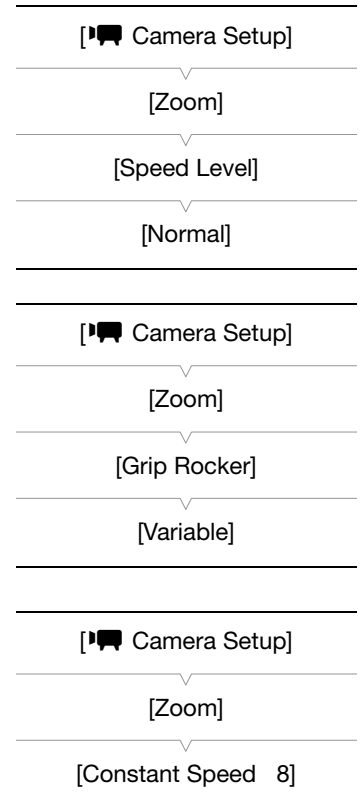 [ Camera Setup]
[Zoom]
[Speed Level]
[Normal]
[ Camera Setup]
[Zoom]
[Grip Rocker]
[Variable]
[ Camera Setup]
[Zoom]
[Constant Speed 8]